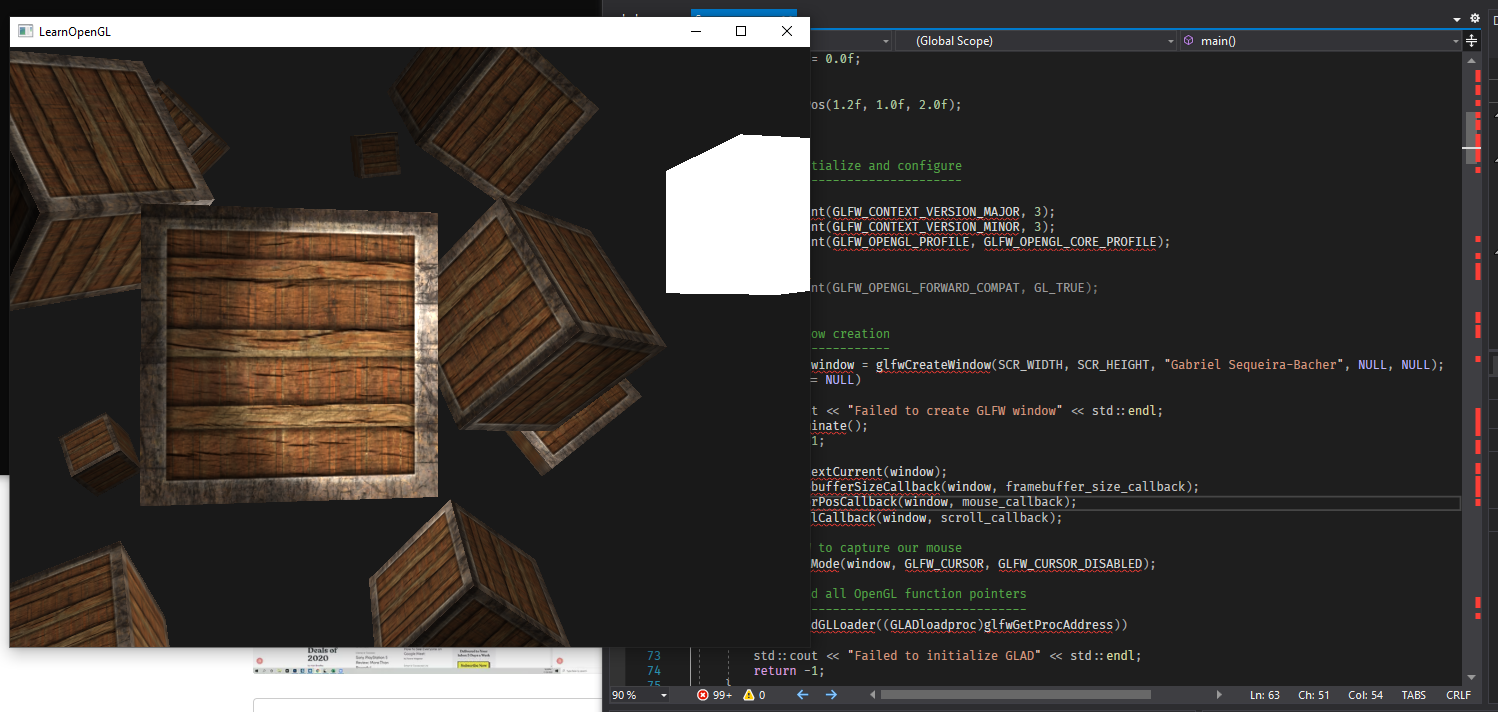 LearnOpenGL
(Global Scope)
main()
= 0.0f;
os(1.2f, 1.0f, 2.0f);
tialize and configure
---------------------
nt(GLFW_CONTEXT_VERSION_MAJOR, 3);
nt(GLFW_CONTEXT_VERSION_MINOR, 3);
nt(GLFW_OPENGL_PROFILE, GLFW_OPENGL_CORE_PROFILE);
nt(GLFW_OPENGL_FORWARD_COMPAT, GL_TRUE);
ow creation
-----------
window = glfwCreateWindow(SCR_WIDTH, SCR_HEIGHT, "Gabriel Sequeira-Bacher", NULL, NULL);
= NULL)
t << "Failed to create GLFW window" << std::endl;
inate();
1;
extCurrent(window);
bufferSizeCallback(window, framebuffer_size_callback);
rPosCallback(window, mouse_callback);
lCallback(window, scroll_callback);
to capture our mouse
Mode(window, GLFW_CURSOR, GLFW_CURSOR_DISABLED);
d all OpenGL function pointers
------------------------------
dGLLoader((GLADloadproc)glfwGetProcAddress))
73 std::cout << "Failed to initialize GLAD" << std::endl;
74 return -1;
75 }
Deals of
2020
Subscribe Now
90 % 99+ 0 Ln: 63 Ch: 51 Col: 54 TABS CRLF